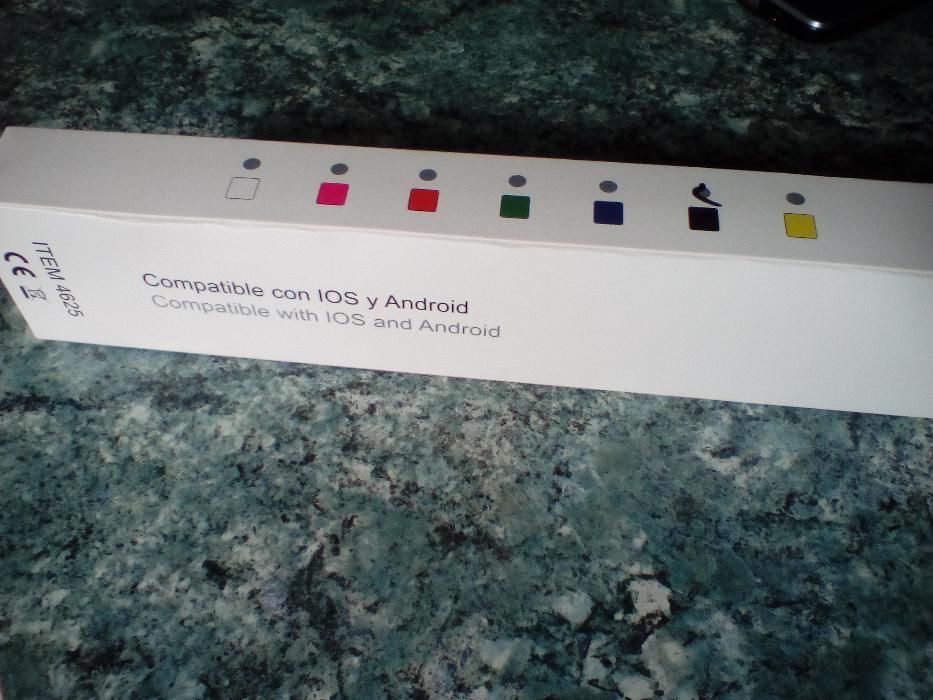 ITEM 4625
CE
Compatible con IOS y Android
Compatible with IOS and Android